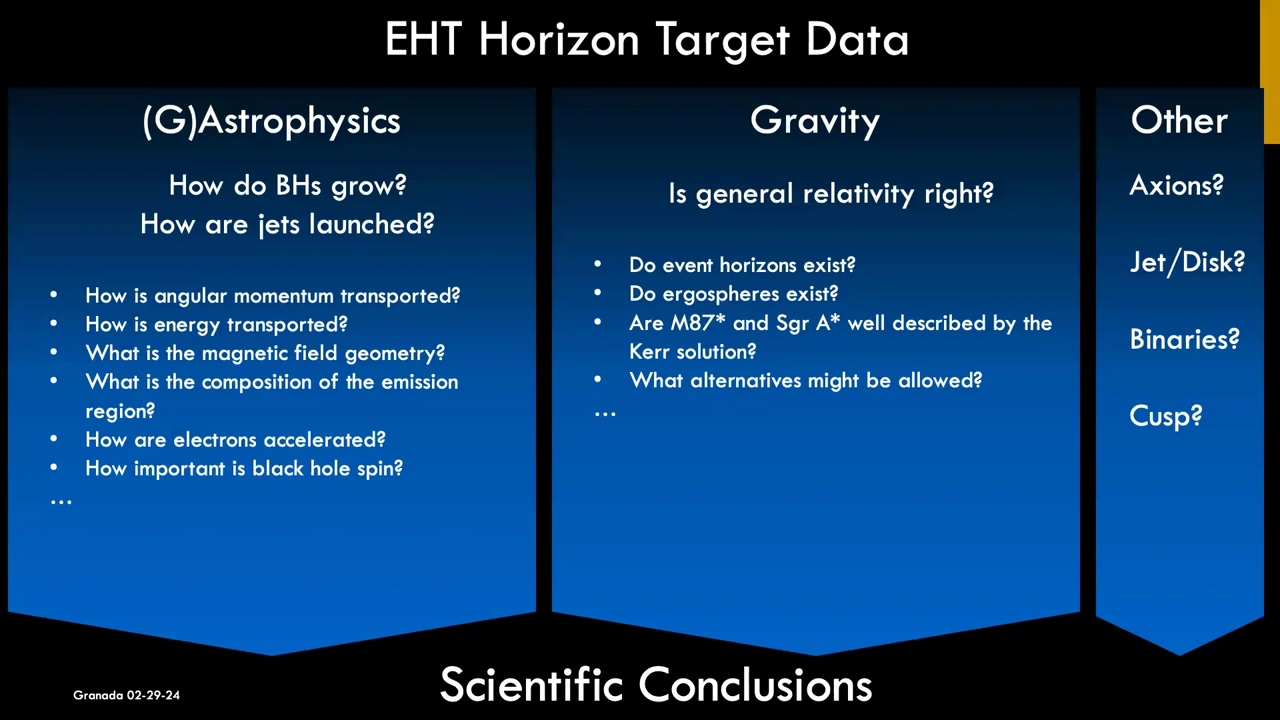 EHT Horizon Target Data
(G)Astrophysics
How do BHs grow?
How are jets launched?
• How is angular momentum transported?
• How is energy transported?
• What is the magnetic field geometry?
• What is the composition of the emission
region?
• How are electrons accelerated?
• How important is black hole spin?
...
Gravity
Is general relativity right?
• Do event horizons exist?
• Do ergospheres exist?
• Are M87* and Sgr A* well described by the
Kerr solution?
• What alternatives might be allowed?
...
Other
Axions?
Jet/Disk?
Binaries?
Cusp?
Scientific Conclusions
Granada 02-29-24